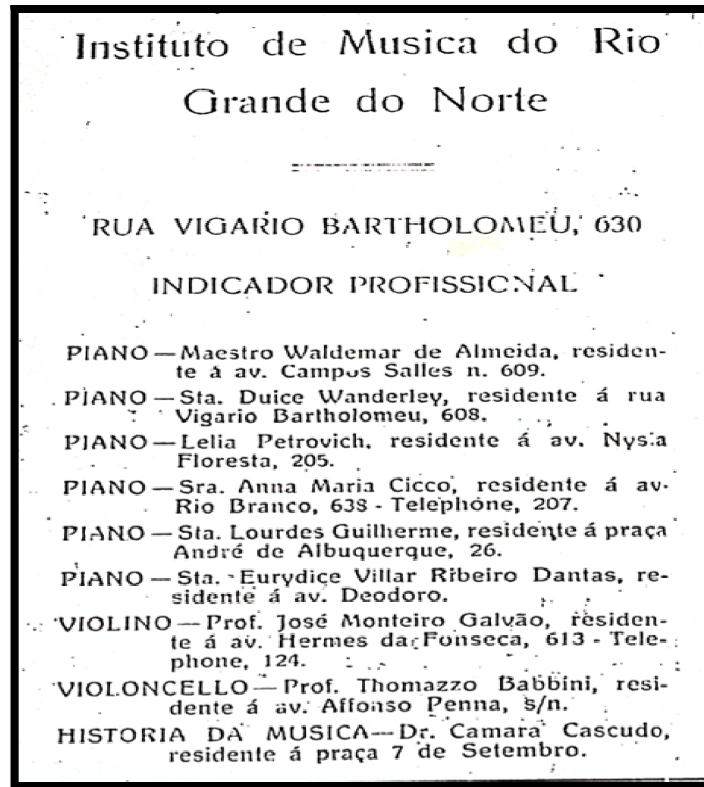 Instituto de Musica do Rio
Grande do Norte
RUA VIGARIO BARTHOLOMEU, 630
INDICADOR PROFISSIONAL
PIANO — Maestro Waldemar de Almeida, residen-
te á av. Campos Salles n. 609.
PIANO — Sta. Dulce Wanderley, residente á rua
Vigario Bartholomeu, 608.
PIANO — Lelia Petrovich, residente á av. Nysia
Floresta, 205.
PIANO — Sra. Anna Maria Cicco, residente á av.
Rio Branco, 638 - Telephone, 207.
PIANO — Sta. Lourdes Guilherme, residente á praça
André de Albuquerque, 26.
PIANO — Sta. Eurydice Villar Ribeiro Dantas, re-
sidente á av. Deodoro.
VIOLINO — Prof. José Monteiro Galvão, residen-
te á av. Hermes da Fonseca, 613 - Tele-
phone, 124.
VIOLONCELLO — Prof. Thomazzo Babbini, resi-
dente á av. Affonso Penna, s/n.
HISTORIA DA MUSICA — Dr. Camara Cascudo,
residente á praça 7 de Setembro.